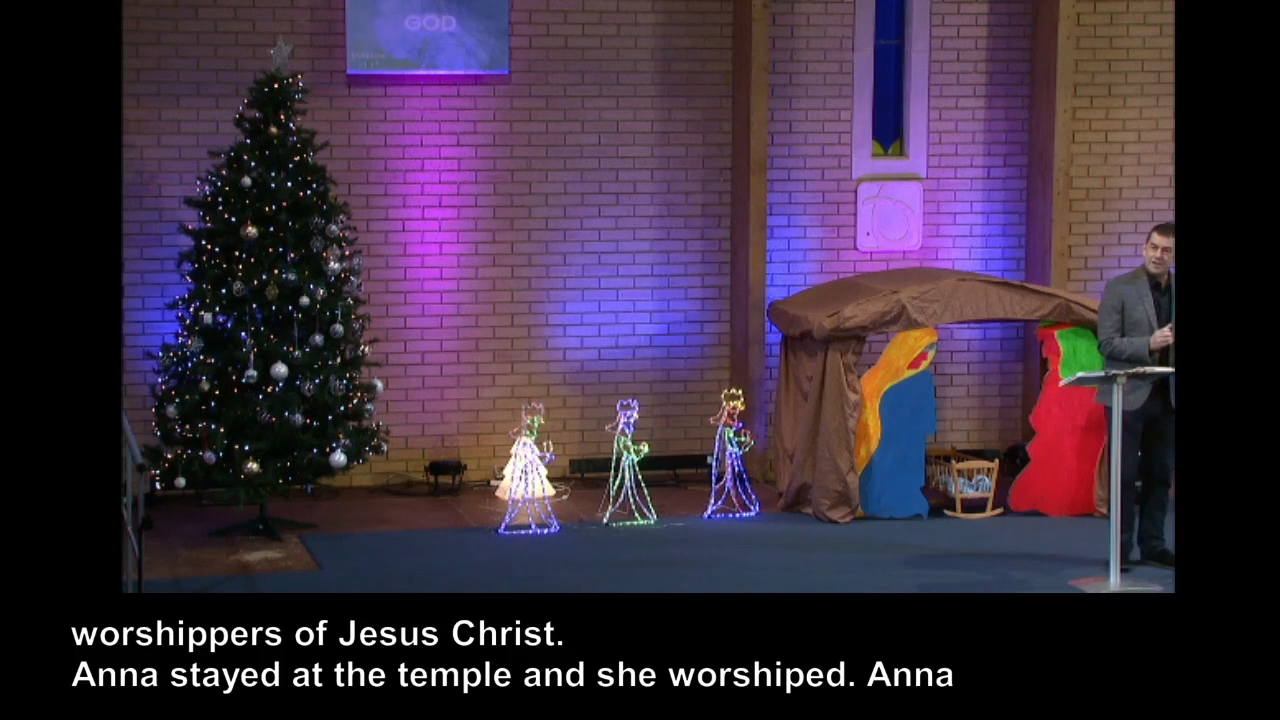 GOD
worshippers of Jesus Christ.
Anna stayed at the temple and she worshiped. Anna